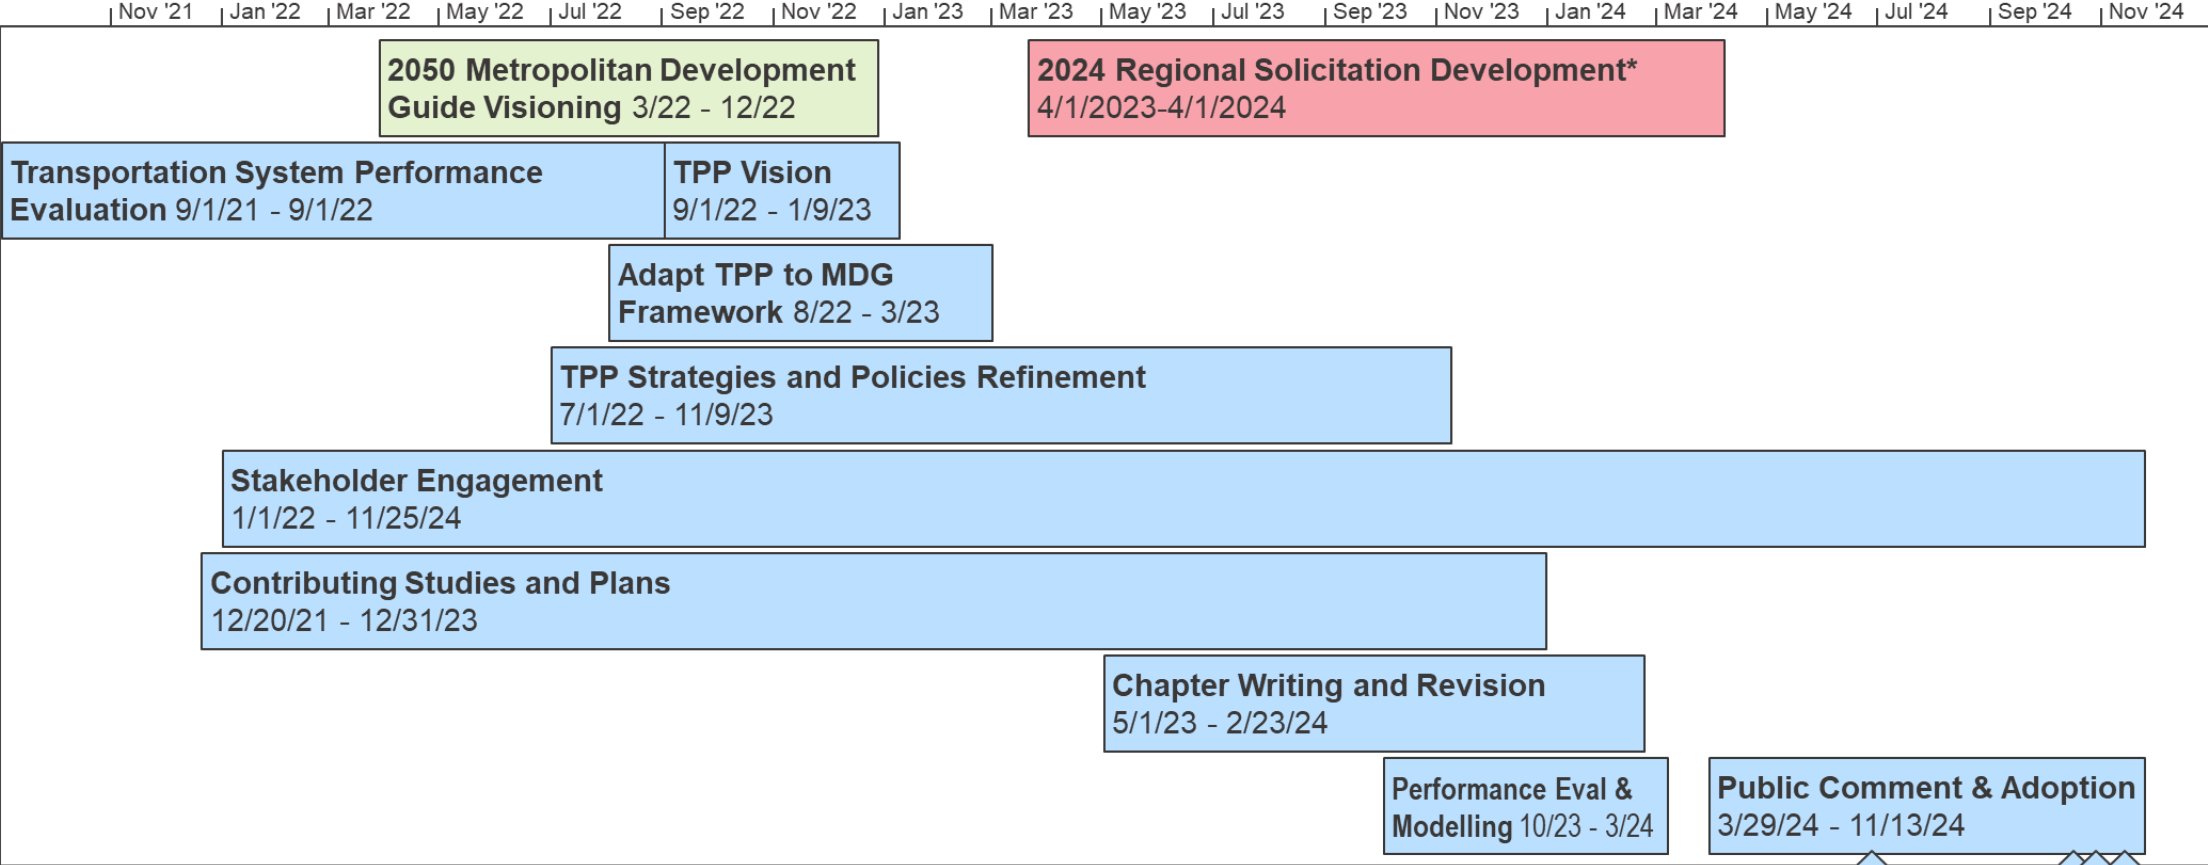 Nov '21 Jan '22 Mar '22 May '22 Jul '22 Sep '22 Nov '22 Jan '23 Mar '23 May '23 Jul '23 Sep '23 Nov '23 Jan '24 Mar '24 May '24 Jul '24 Sep '24 Nov '24
2050 Metropolitan Development
Guide Visioning 3/22 - 12/22
2024 Regional Solicitation Development*
4/1/2023-4/1/2024
Transportation System Performance
Evaluation 9/1/21 - 9/1/22
TPP Vision
9/1/22 - 1/9/23
Adapt TPP to MDG
Framework 8/22 - 3/23
TPP Strategies and Policies Refinement
7/1/22 - 11/9/23
Stakeholder Engagement
1/1/22 - 11/25/24
Contributing Studies and Plans
12/20/21 - 12/31/23
Chapter Writing and Revision
5/1/23 - 2/23/24
Performance Eval &
Modelling 10/23 - 3/24
Public Comment & Adoption
3/29/24 - 11/13/24